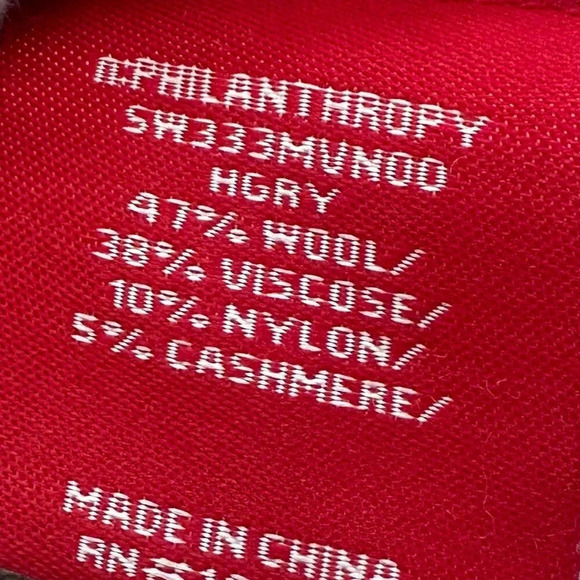 n:PHILANTHROPY
SW333MVN00
HGRY
47% WOOL/
38% VISCOSE/
10% NYLON/
5% CASHMERE/
MADE IN CHINA